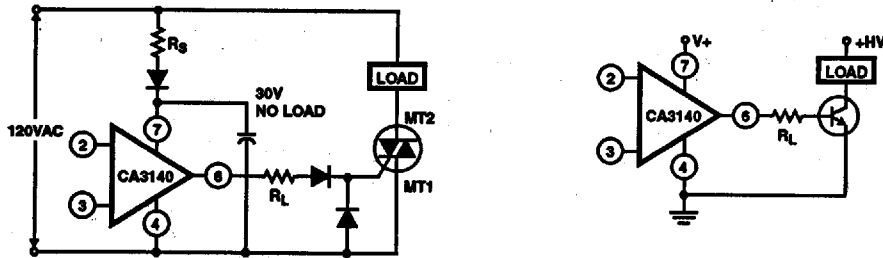 120VAC
RS
30V
NO LOAD
LOAD
MT2
MT1
7
2
CA3140
6
3
4
RL
V+
+HV
LOAD
7
2
CA3140
6
3
4
RL